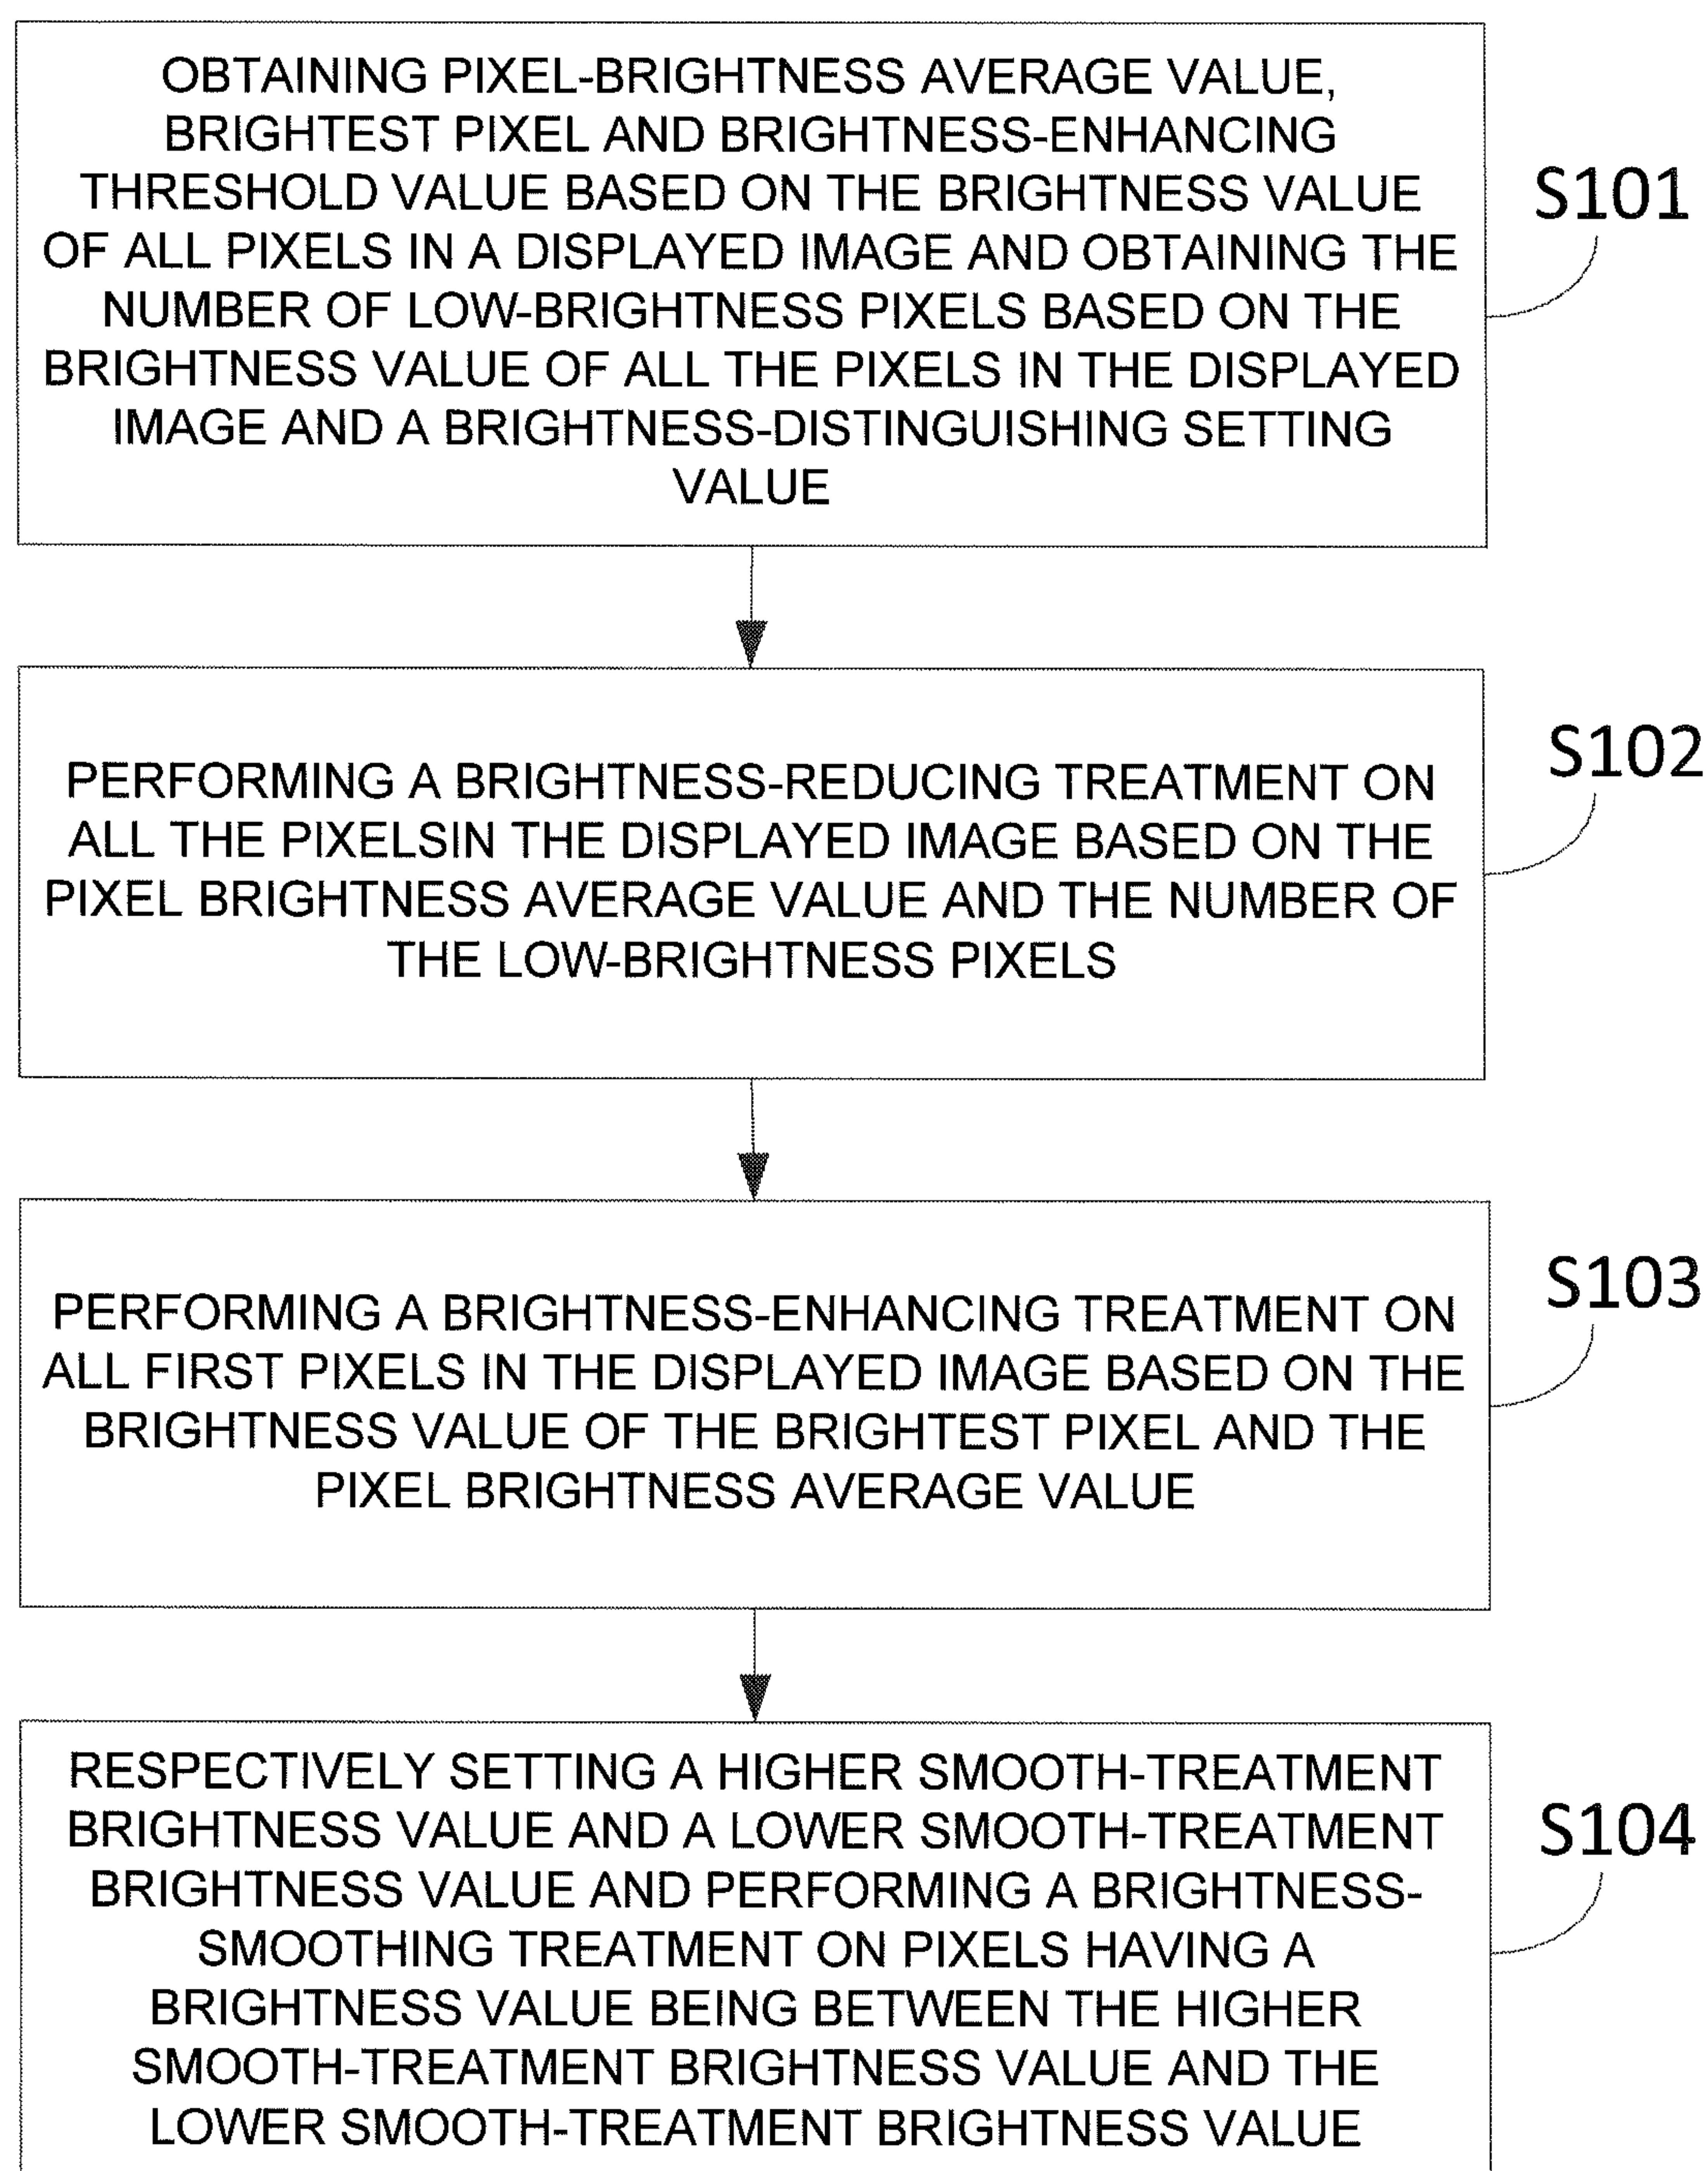 OBTAINING PIXEL-BRIGHTNESS AVERAGE VALUE,
BRIGHTEST PIXEL AND BRIGHTNESS-ENHANCING
THRESHOLD VALUE BASED ON THE BRIGHTNESS VALUE
OF ALL PIXELS IN A DISPLAYED IMAGE AND OBTAINING THE
NUMBER OF LOW-BRIGHTNESS PIXELS BASED ON THE
BRIGHTNESS VALUE OF ALL THE PIXELS IN THE DISPLAYED
IMAGE AND A BRIGHTNESS-DISTINGUISHING SETTING
VALUE
S101
PERFORMING A BRIGHTNESS-REDUCING TREATMENT ON
ALL THE PIXELSIN THE DISPLAYED IMAGE BASED ON THE
PIXEL BRIGHTNESS AVERAGE VALUE AND THE NUMBER OF
THE LOW-BRIGHTNESS PIXELS
S102
PERFORMING A BRIGHTNESS-ENHANCING TREATMENT ON
ALL FIRST PIXELS IN THE DISPLAYED IMAGE BASED ON THE
BRIGHTNESS VALUE OF THE BRIGHTEST PIXEL AND THE
PIXEL BRIGHTNESS AVERAGE VALUE
S103
RESPECTIVELY SETTING A HIGHER SMOOTH-TREATMENT
BRIGHTNESS VALUE AND A LOWER SMOOTH-TREATMENT
BRIGHTNESS VALUE AND PERFORMING A BRIGHTNESS-
SMOOTHING TREATMENT ON PIXELS HAVING A
BRIGHTNESS VALUE BEING BETWEEN THE HIGHER
SMOOTH-TREATMENT BRIGHTNESS VALUE AND THE
LOWER SMOOTH-TREATMENT BRIGHTNESS VALUE
S104